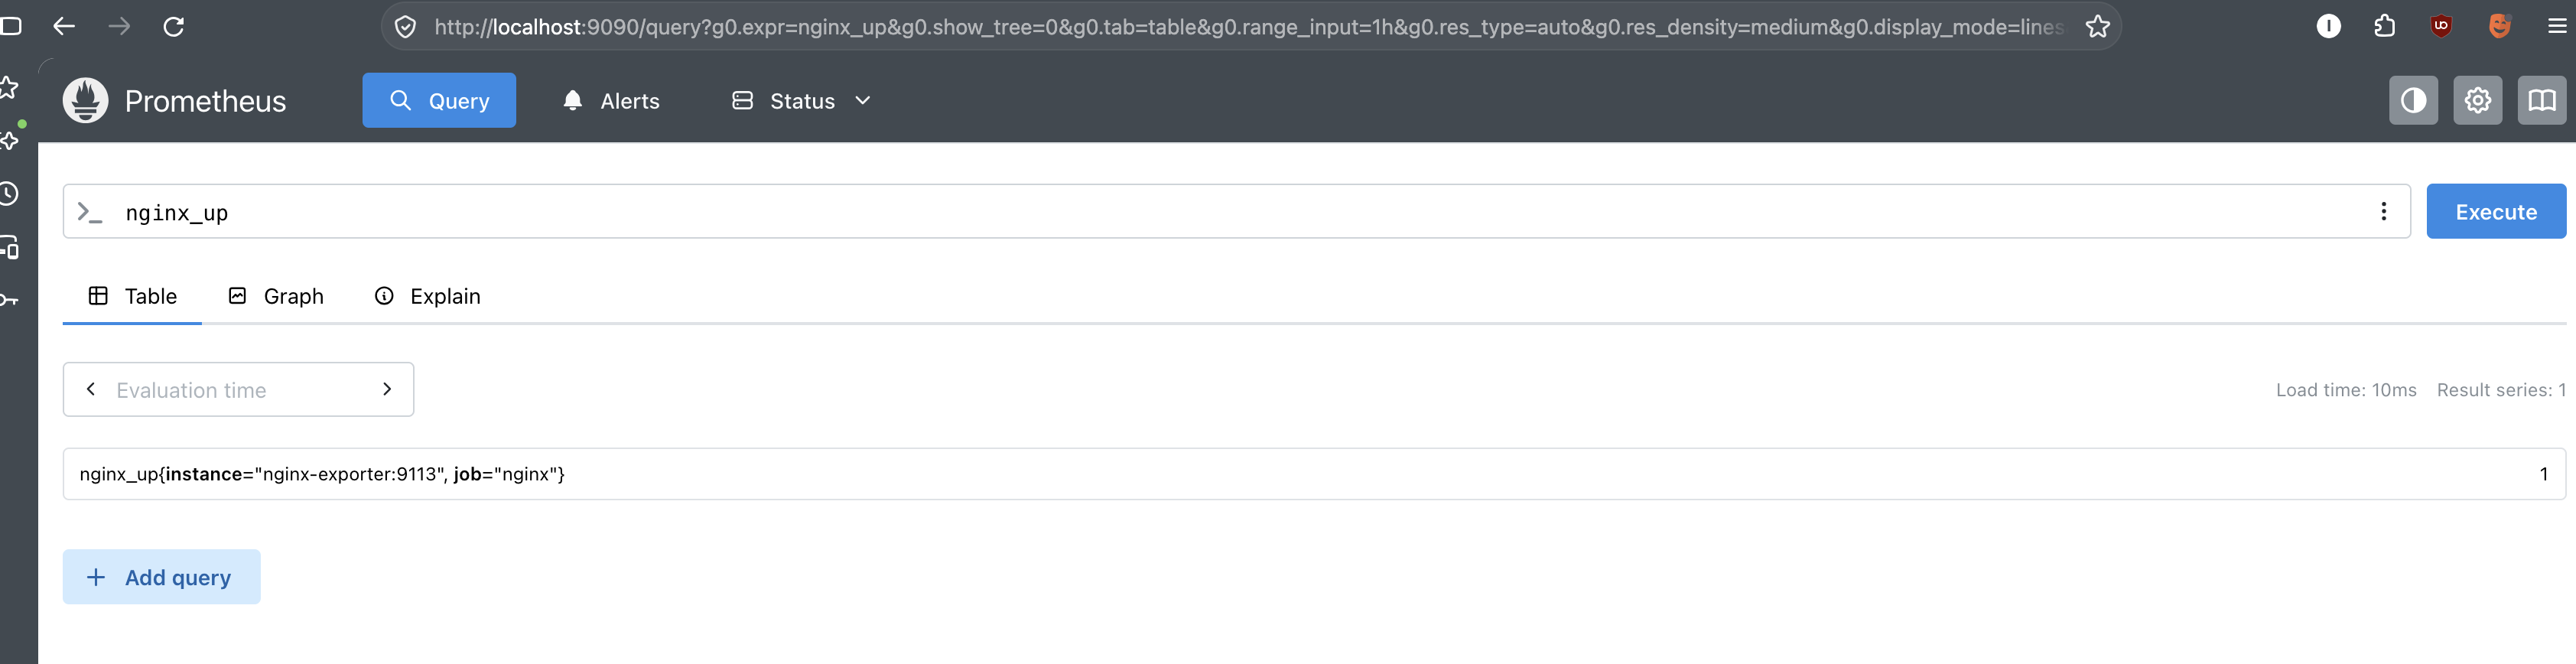 http://localhost:9090/query?g0.expr=nginx_up&g0.show_tree=0&g0.tab=table&g0.range_input=1h&g0.res_type=auto&g0.res_density=medium&g0.display_mode=lines
Prometheus Query Alerts Status
>_ nginx_up Execute
Table Graph Explain
Evaluation time Load time: 10ms Result series: 1
nginx_up{instance="nginx-exporter:9113", job="nginx"} 1
+ Add query